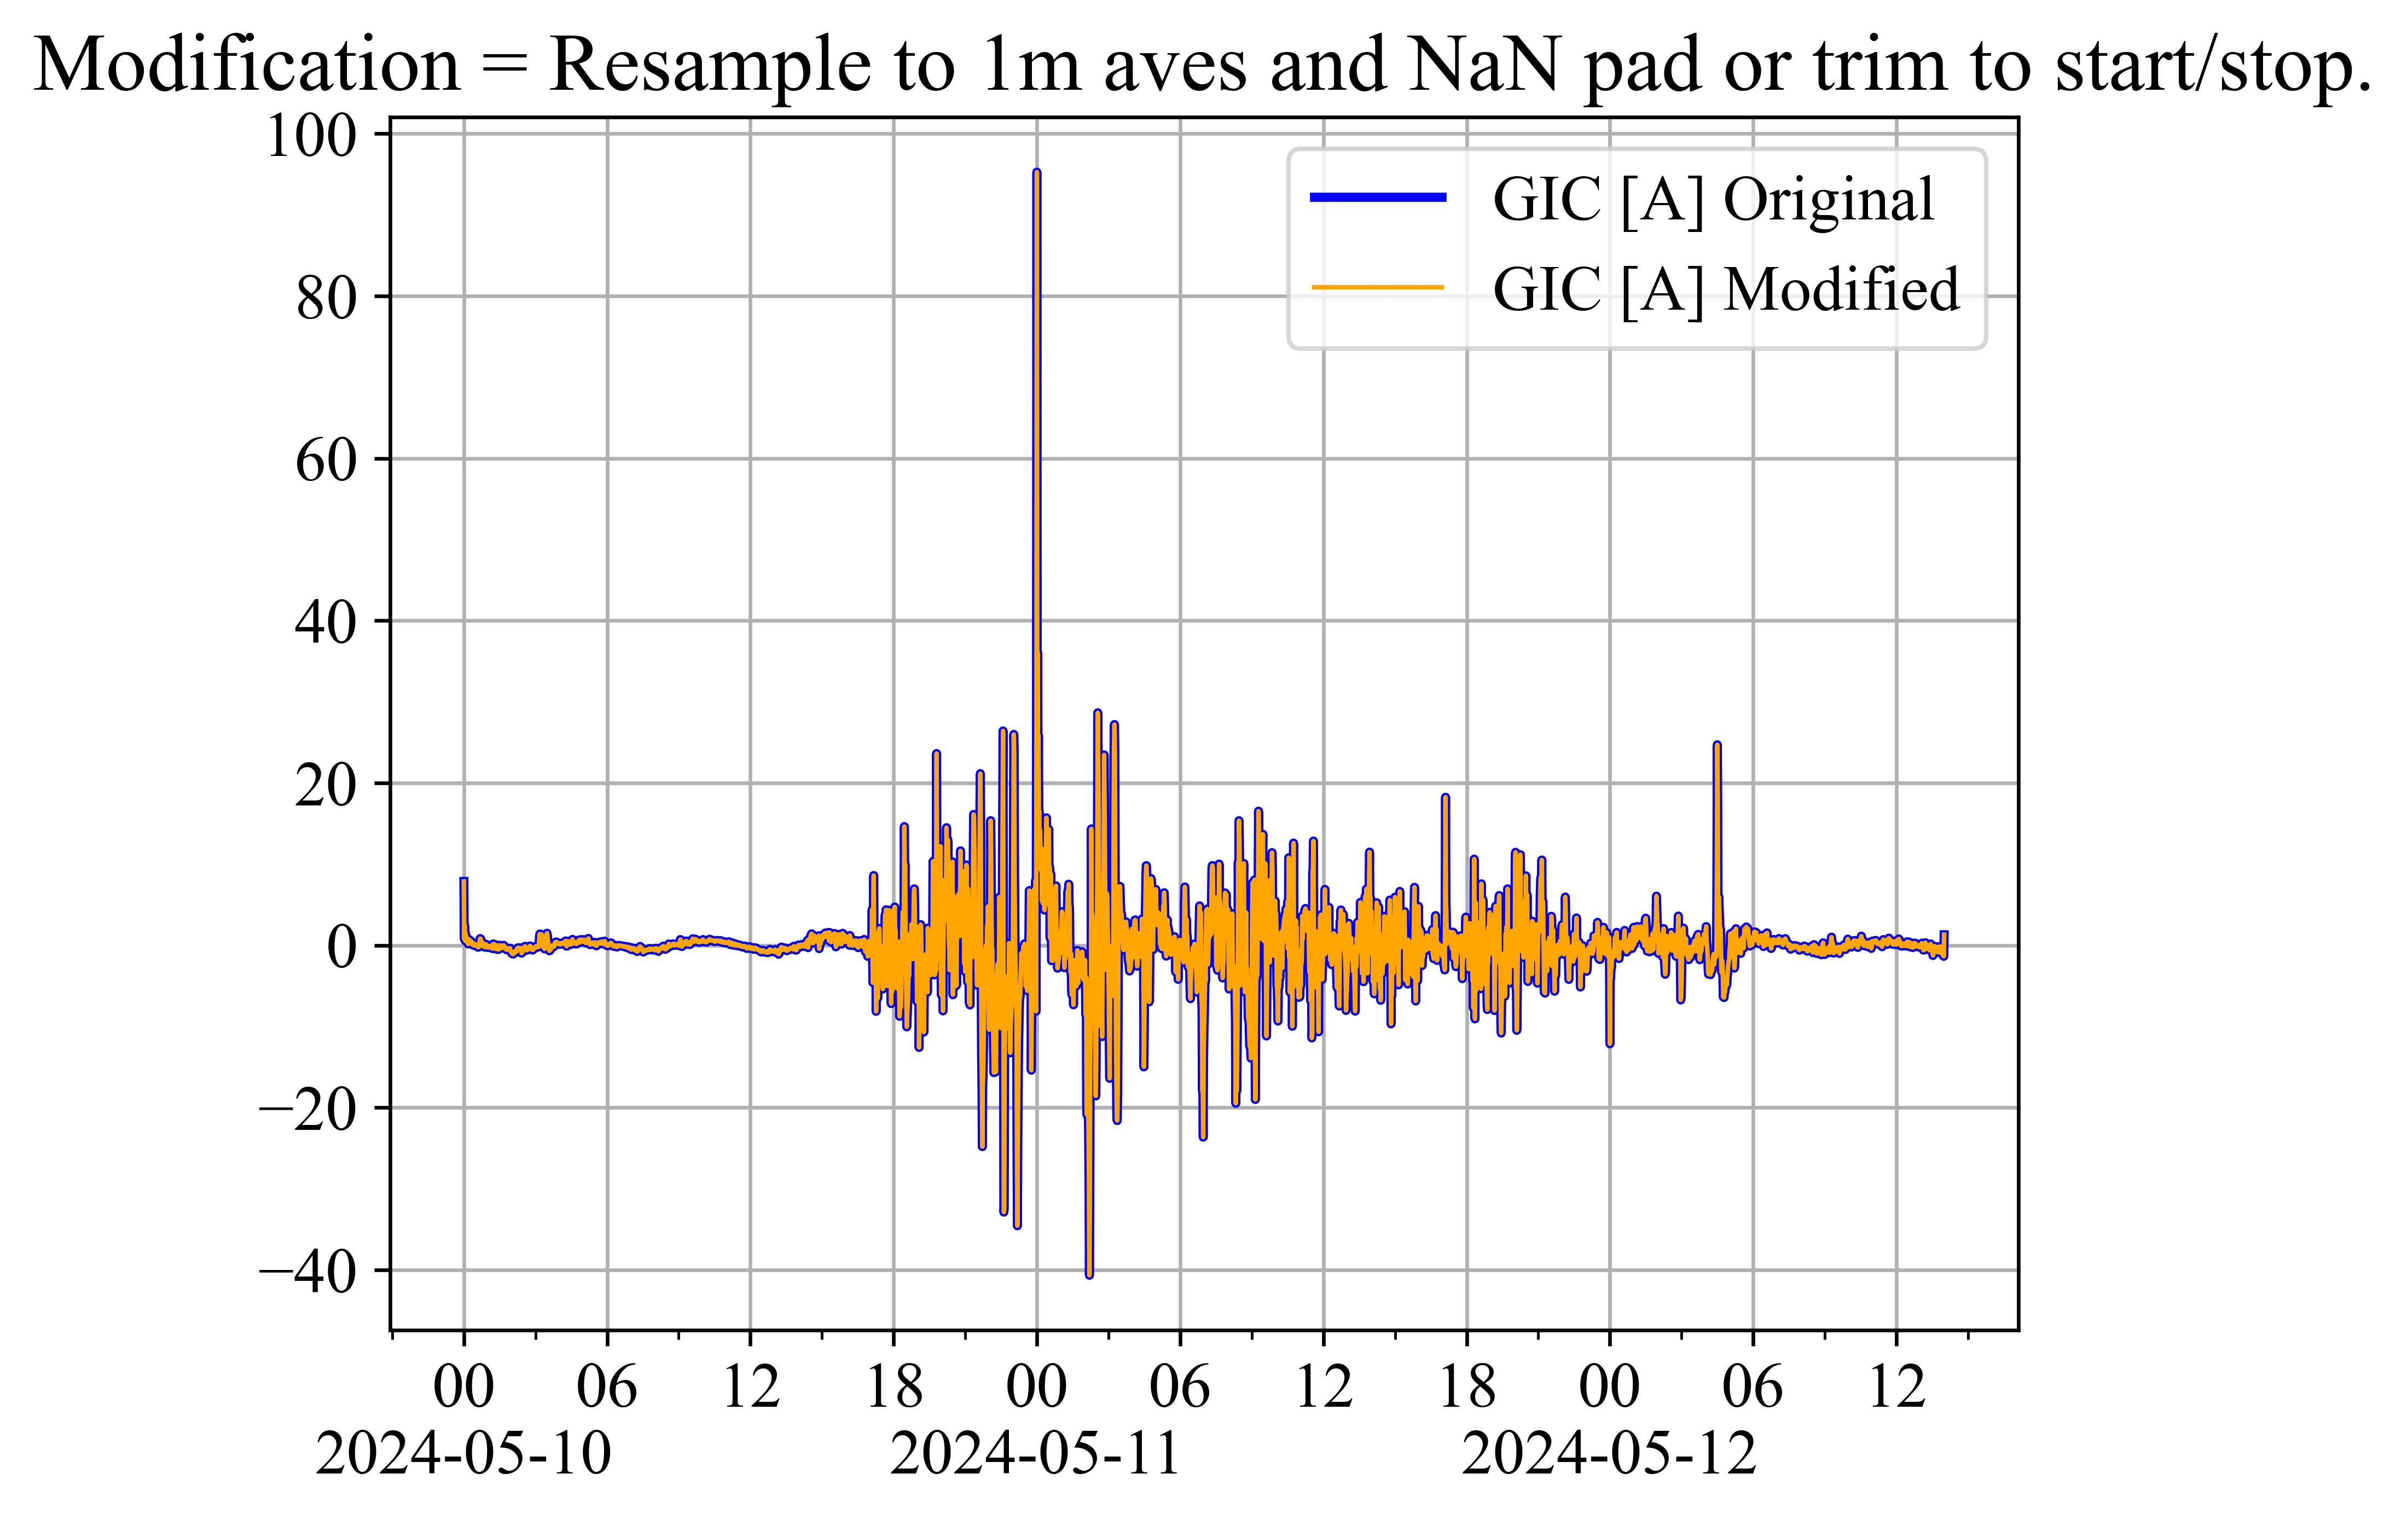 Modification = Resample to 1m aves and NaN pad or trim to start/stop.
GIC [A] Original
GIC [A] Modified
100
80
60
40
20
0
−20
−40
00 06 12 18 00 06 12 18 00 06 12
2024-05-10 2024-05-11 2024-05-12